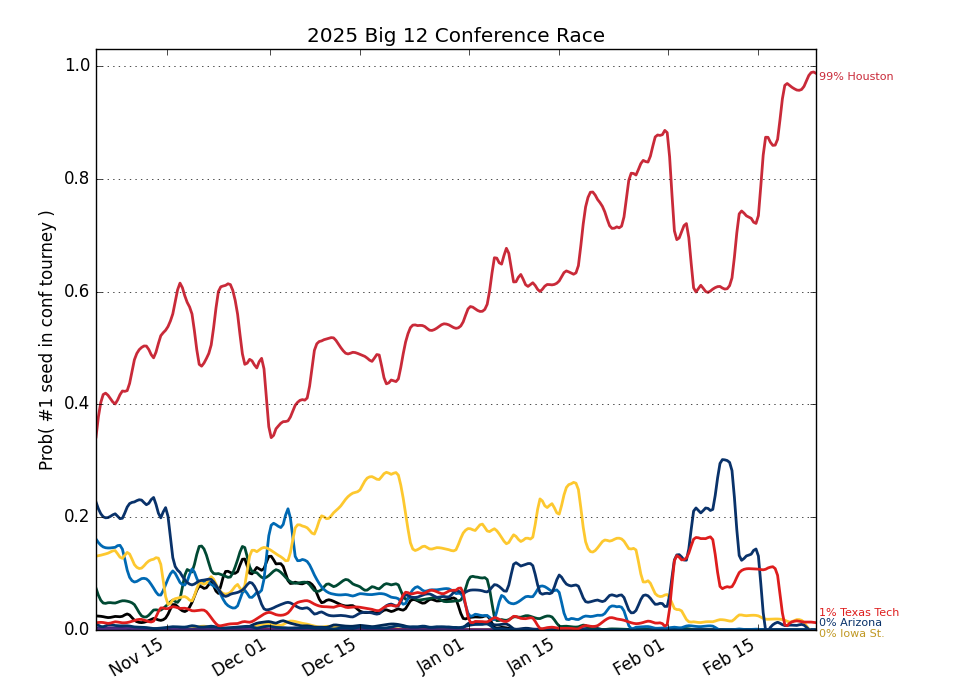 2025 Big 12 Conference Race
Prob( #1 seed in conf tourney )
1.0
0.8
0.6
0.4
0.2
0.0
Nov 15
Dec 01
Dec 15
Jan 01
Jan 15
Feb 01
Feb 15
99% Houston
1% Texas Tech
0% Arizona
0% Iowa St.